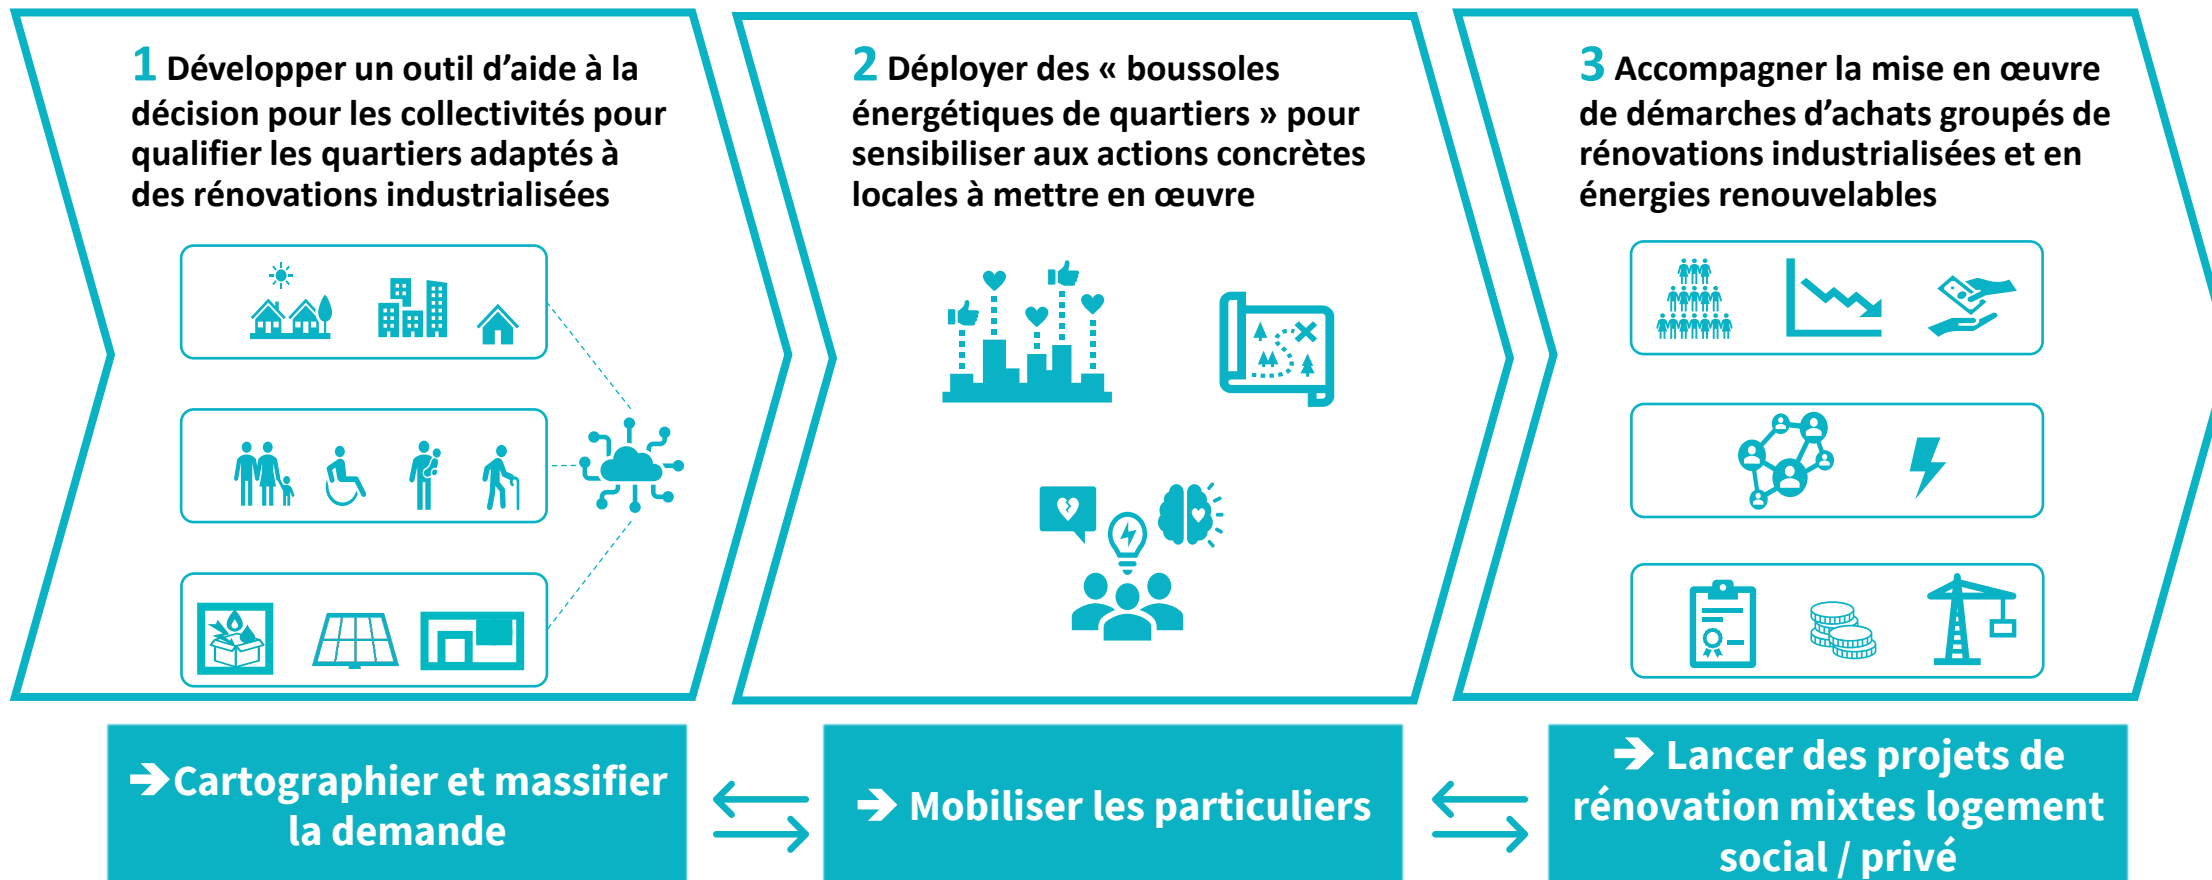 1 Développer un outil d’aide à la
décision pour les collectivités pour
qualifier les quartiers adaptés à
des rénovations industrialisées
2 Déployer des « boussoles
énergétiques de quartiers » pour
sensibiliser aux actions concrètes
locales à mettre en œuvre
3 Accompagner la mise en œuvre
de démarches d’achats groupés de
rénovations industrialisées et en
énergies renouvelables
➔Cartographier et massifier
la demande
➔ Mobiliser les particuliers
➔ Lancer des projets de
rénovation mixtes logement
social / privé